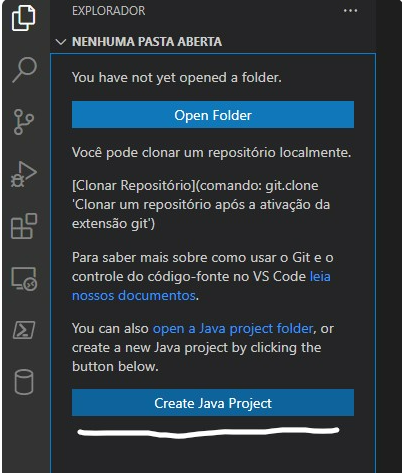 EXPLORADOR
NENHUMA PASTA ABERTA
You have not yet opened a folder.
Open Folder
Você pode clonar um repositório localmente.
[Clonar Repositório](comando: git.clone
'Clonar um repositório após a ativação da
extensão git')
Para saber mais sobre como usar o Git e o
controle do código-fonte no VS Code leia
nossos documentos.
You can also open a Java project folder, or
create a new Java project by clicking the
button below.
Create Java Project